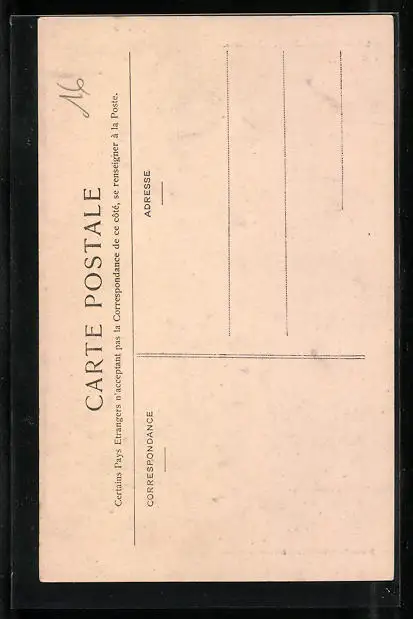 16
CARTE POSTALE
Certains Pays Etrangers n'acceptant pas la Correspondance de ce côté, se renseigner à la Poste.
CORRESPONDANCE
ADRESSE